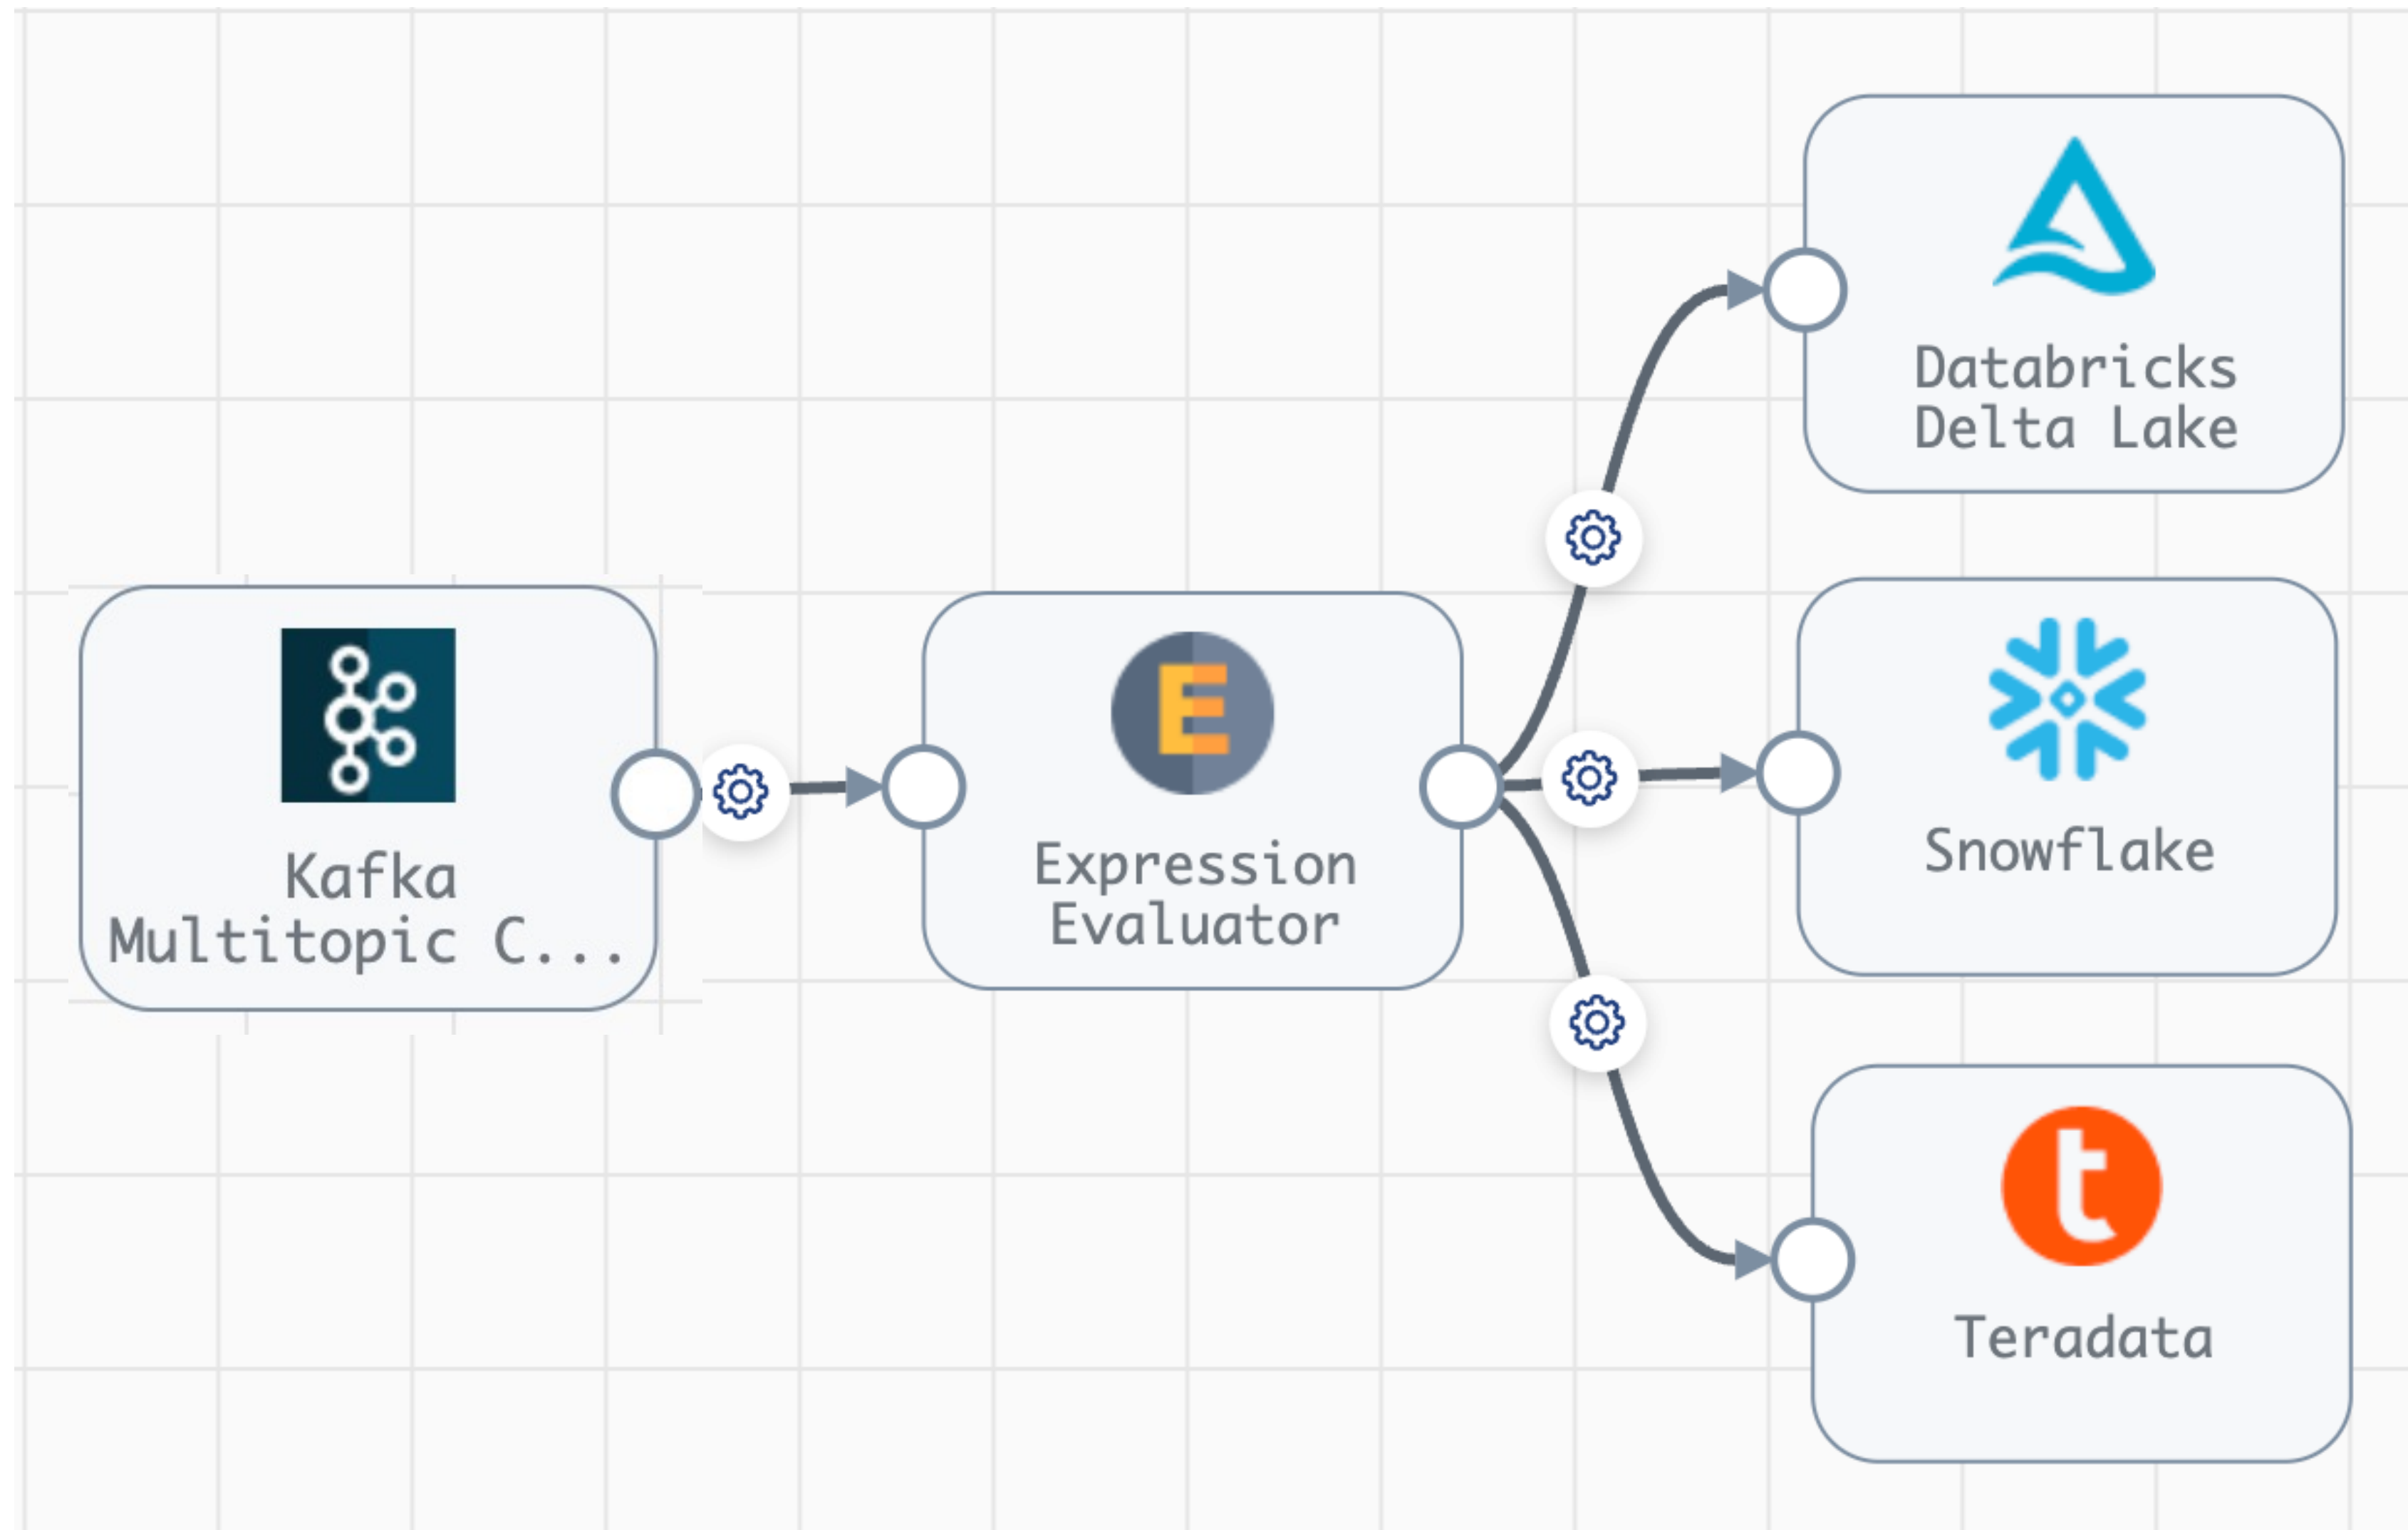 Kafka
Multitopic C...
E
Expression
Evaluator
Databricks
Delta Lake
Snowflake
t
Teradata